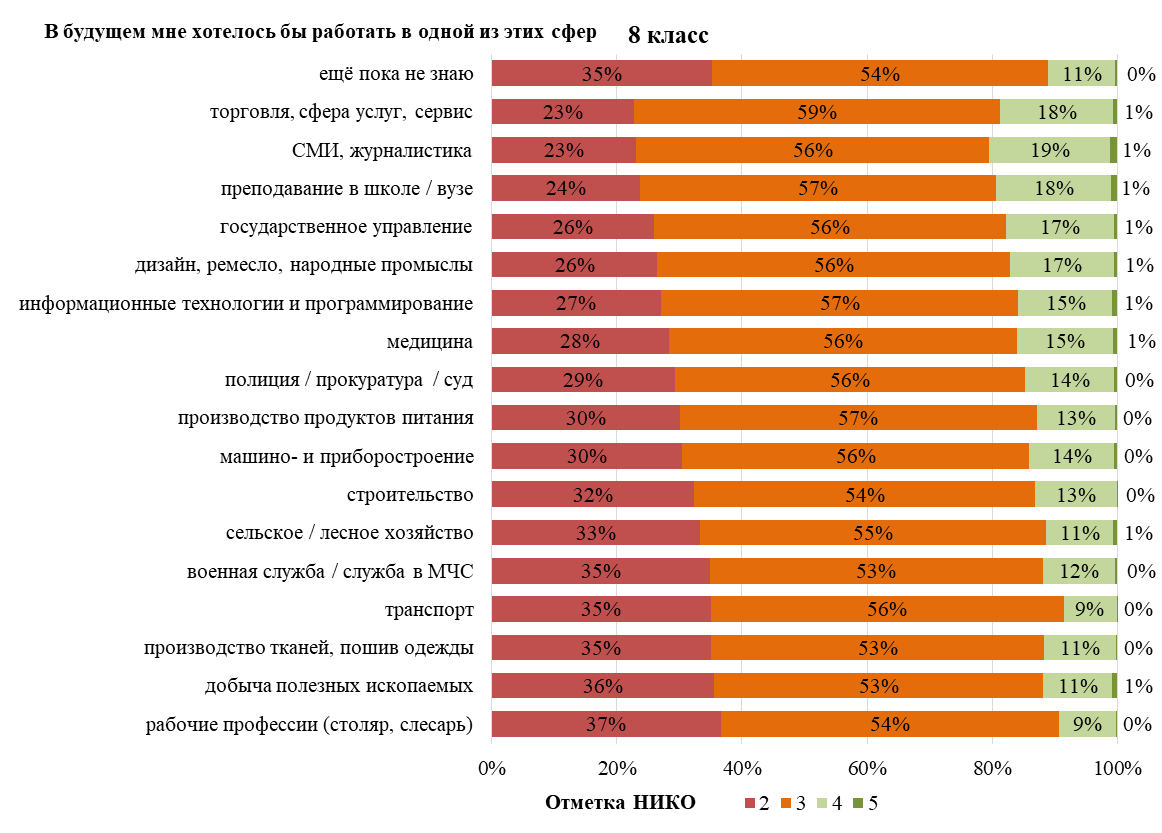 В будущем мне хотелось бы работать в одной из этих сфер 8 класс
ещё пока не знаю 35% 54% 11% 0%
торговля, сфера услуг, сервис 23% 59% 18% 1%
СМИ, журналистика 23% 56% 19% 1%
преподавание в школе / вузе 24% 57% 18% 1%
государственное управление 26% 56% 17% 1%
дизайн, ремесло, народные промыслы 26% 56% 17% 1%
информационные технологии и программирование 27% 57% 15% 1%
медицина 28% 56% 15% 1%
полиция / прокуратура / суд 29% 56% 14% 0%
производство продуктов питания 30% 57% 13% 0%
машино- и приборостроение 30% 56% 14% 0%
строительство 32% 54% 13% 0%
сельское / лесное хозяйство 33% 55% 11% 1%
военная служба / служба в МЧС 35% 53% 12% 0%
транспорт 35% 56% 9% 0%
производство тканей, пошив одежды 35% 53% 11% 0%
добыча полезных ископаемых 36% 53% 11% 1%
рабочие профессии (столяр, слесарь) 37% 54% 9% 0%
0% 20% 40% 60% 80% 100%
Отметка НИКО 2 3 4 5